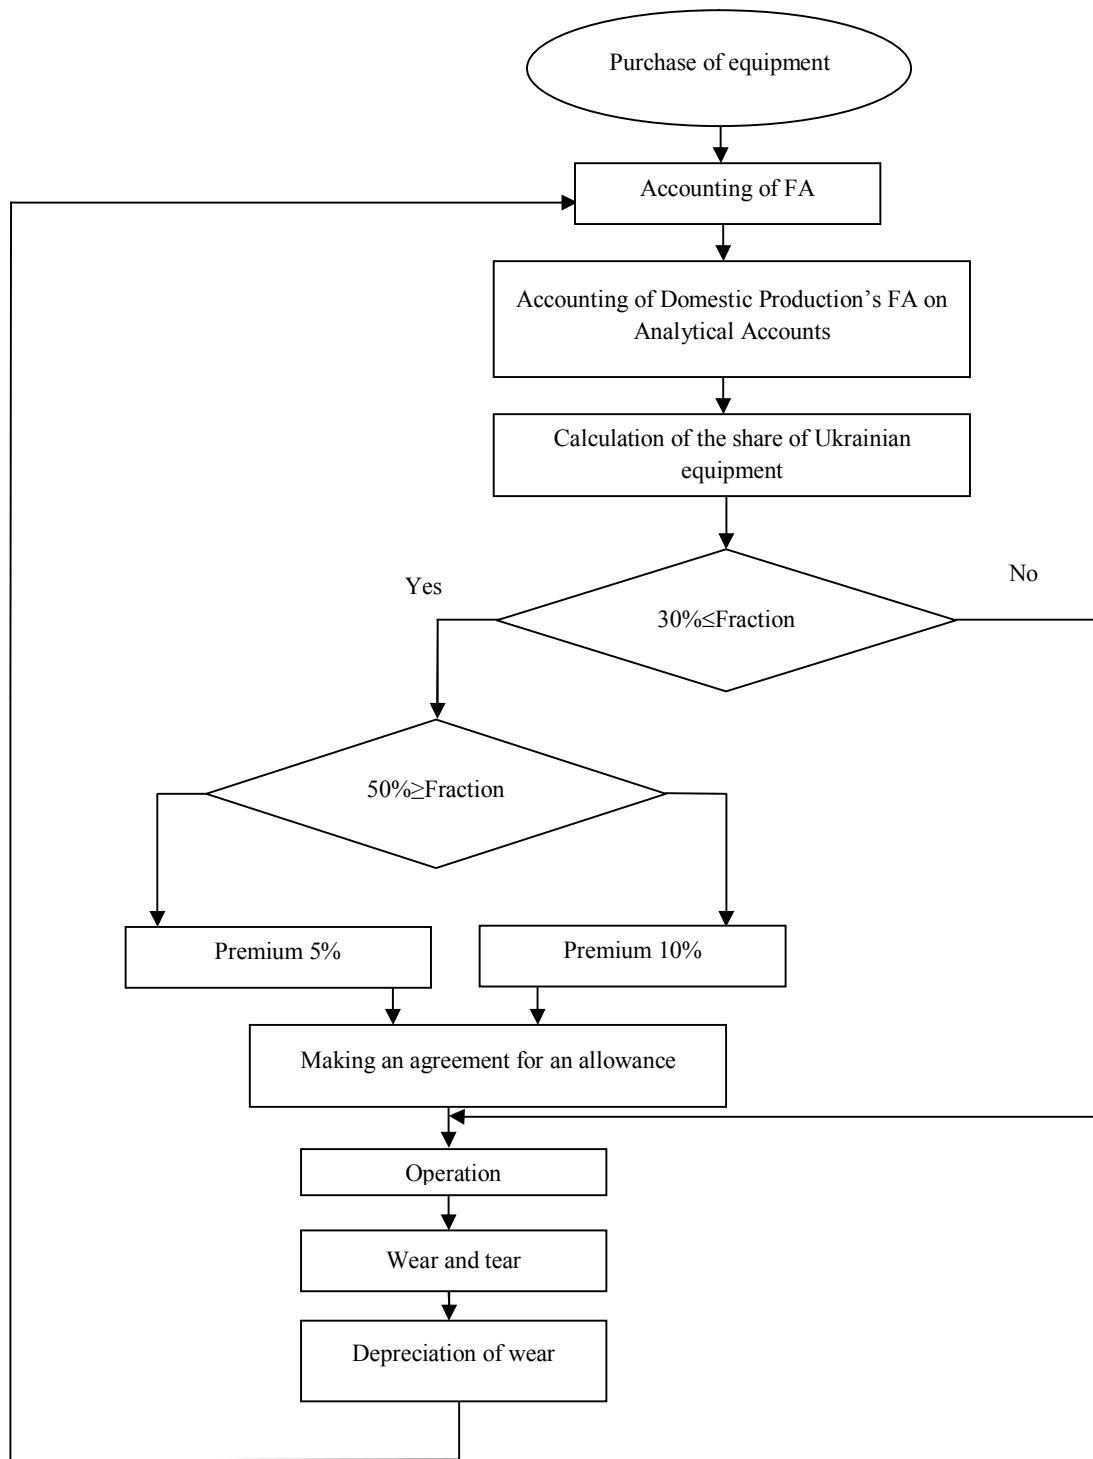 Purchase of equipment
Accounting of FA
Accounting of Domestic Production’s FA on
Analytical Accounts
Calculation of the share of Ukrainian
equipment
Yes
No
30%≤Fraction
50%≥Fraction
Premium 5%
Premium 10%
Making an agreement for an allowance
Operation
Wear and tear
Depreciation of wear